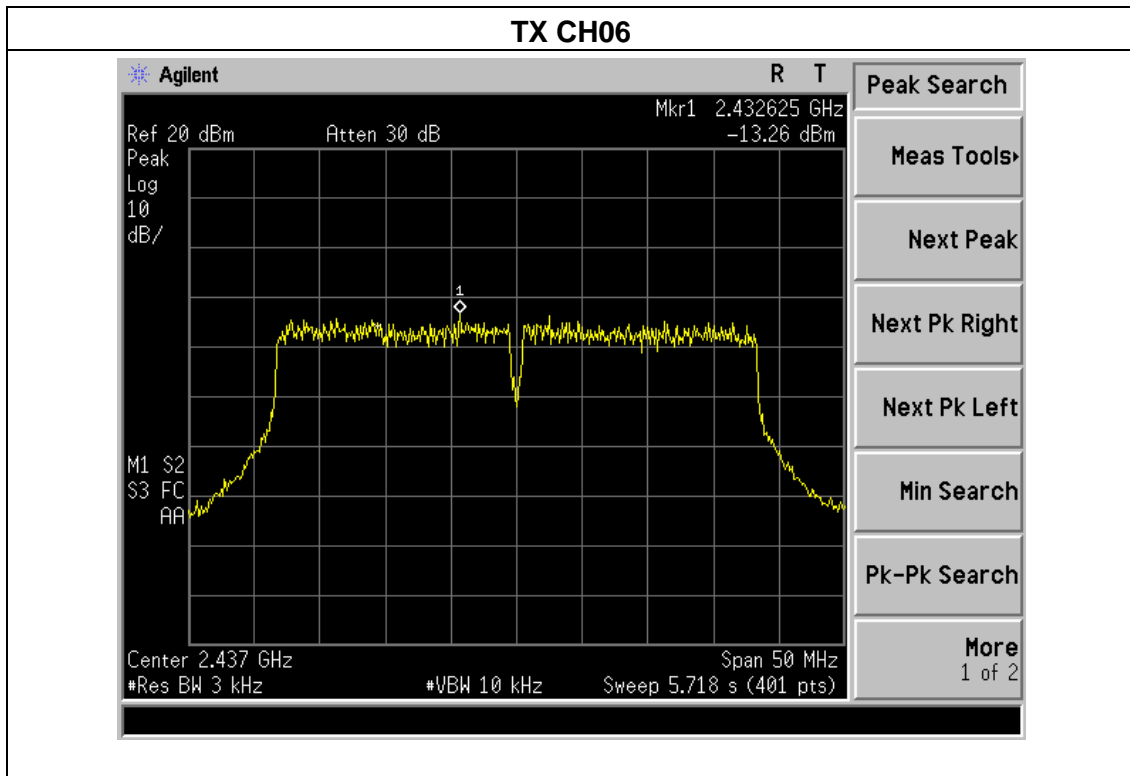 TX CH06
Agilent
R T
Mkr1 2.432625 GHz
Ref 20 dBm Atten 30 dB -13.26 dBm
Peak
Log
10
dB/
1
M1 S2
S3 FC
AA
Center 2.437 GHz Span 50 MHz
#Res BW 3 kHz #VBW 10 kHz Sweep 5.718 s (401 pts)
Peak Search
Meas Tools
Next Peak
Next Pk Right
Next Pk Left
Min Search
Pk-Pk Search
More
1 of 2